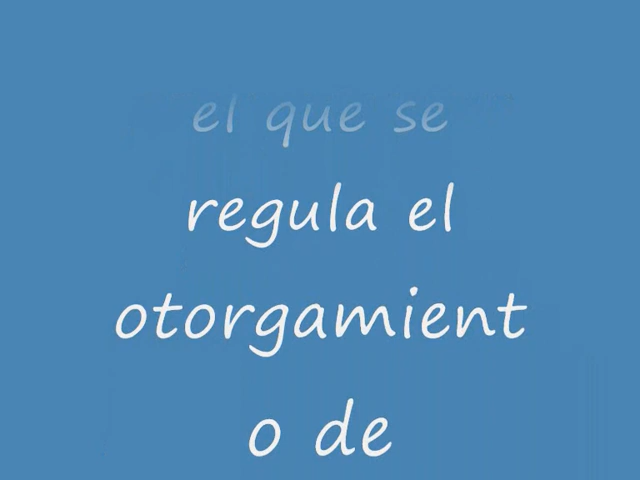 el que se
regula el
otorgamient
o de